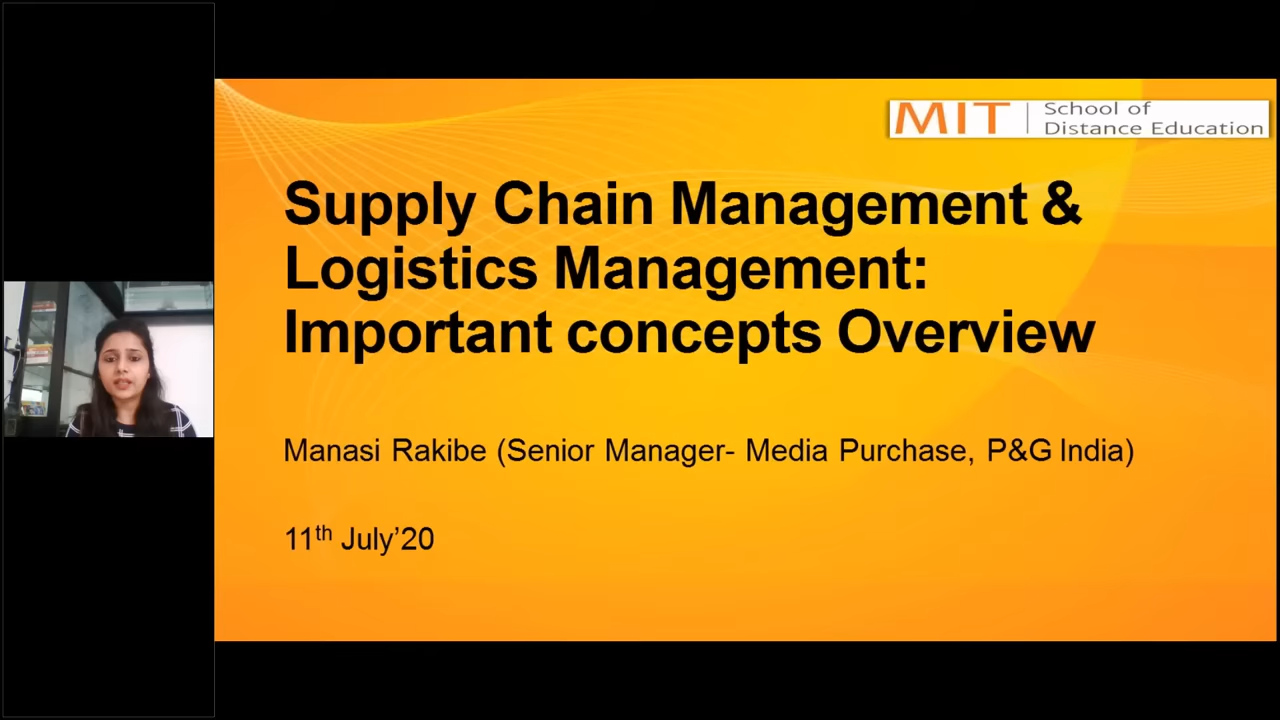 MIT
School of
Distance Education
Supply Chain Management &
Logistics Management:
Important concepts Overview
Manasi Rakibe (Senior Manager- Media Purchase, P&G India)
11th July’20